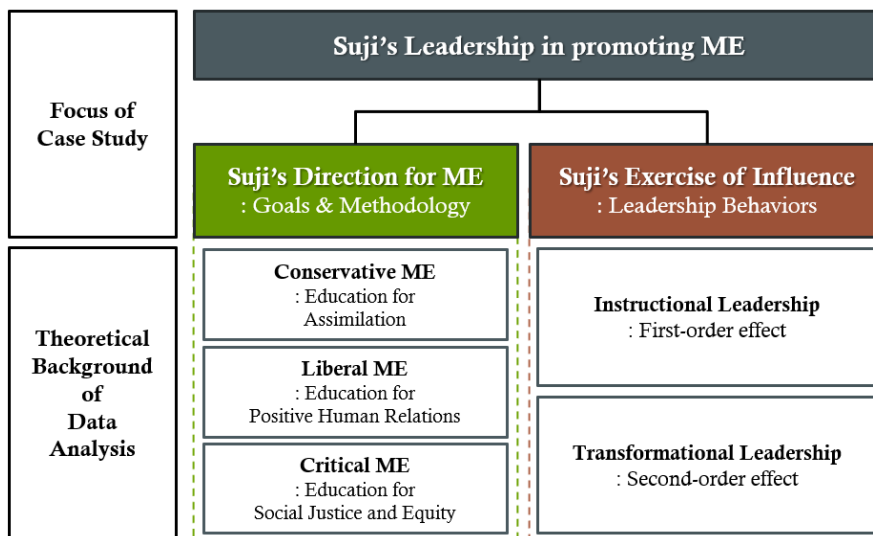 Suji's Leadership in promoting ME
Focus of
Case Study
Suji's Direction for ME
: Goals & Methodology
Suji's Exercise of Influence
: Leadership Behaviors
Theoretical
Background
of
Data
Analysis
Conservative ME
: Education for
Assimilation
Liberal ME
: Education for
Positive Human Relations
Critical ME
: Education for
Social Justice and Equity
Instructional Leadership
: First-order effect
Transformational Leadership
: Second-order effect